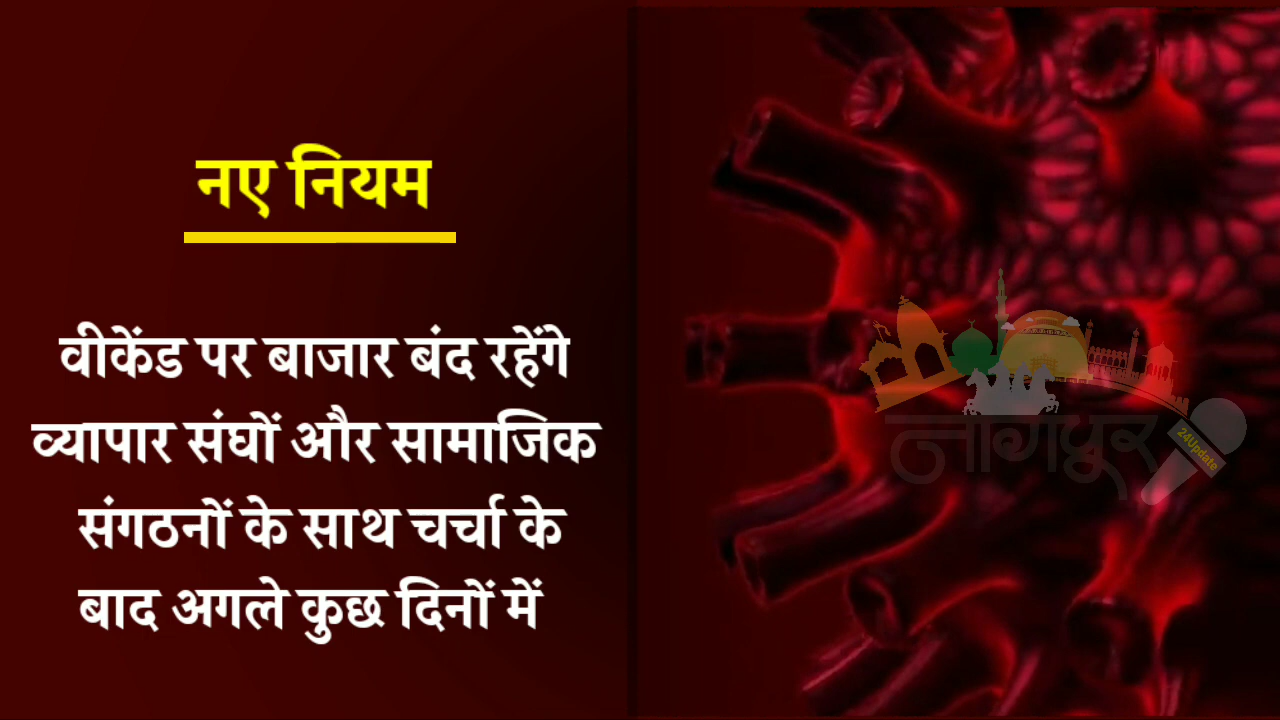 नए नियम
वीकेंड पर बाजार बंद रहेंगे
व्यापार संघों और सामाजिक
संगठनों के साथ चर्चा के
बाद अगले कुछ दिनों में
नागपूर
24Update